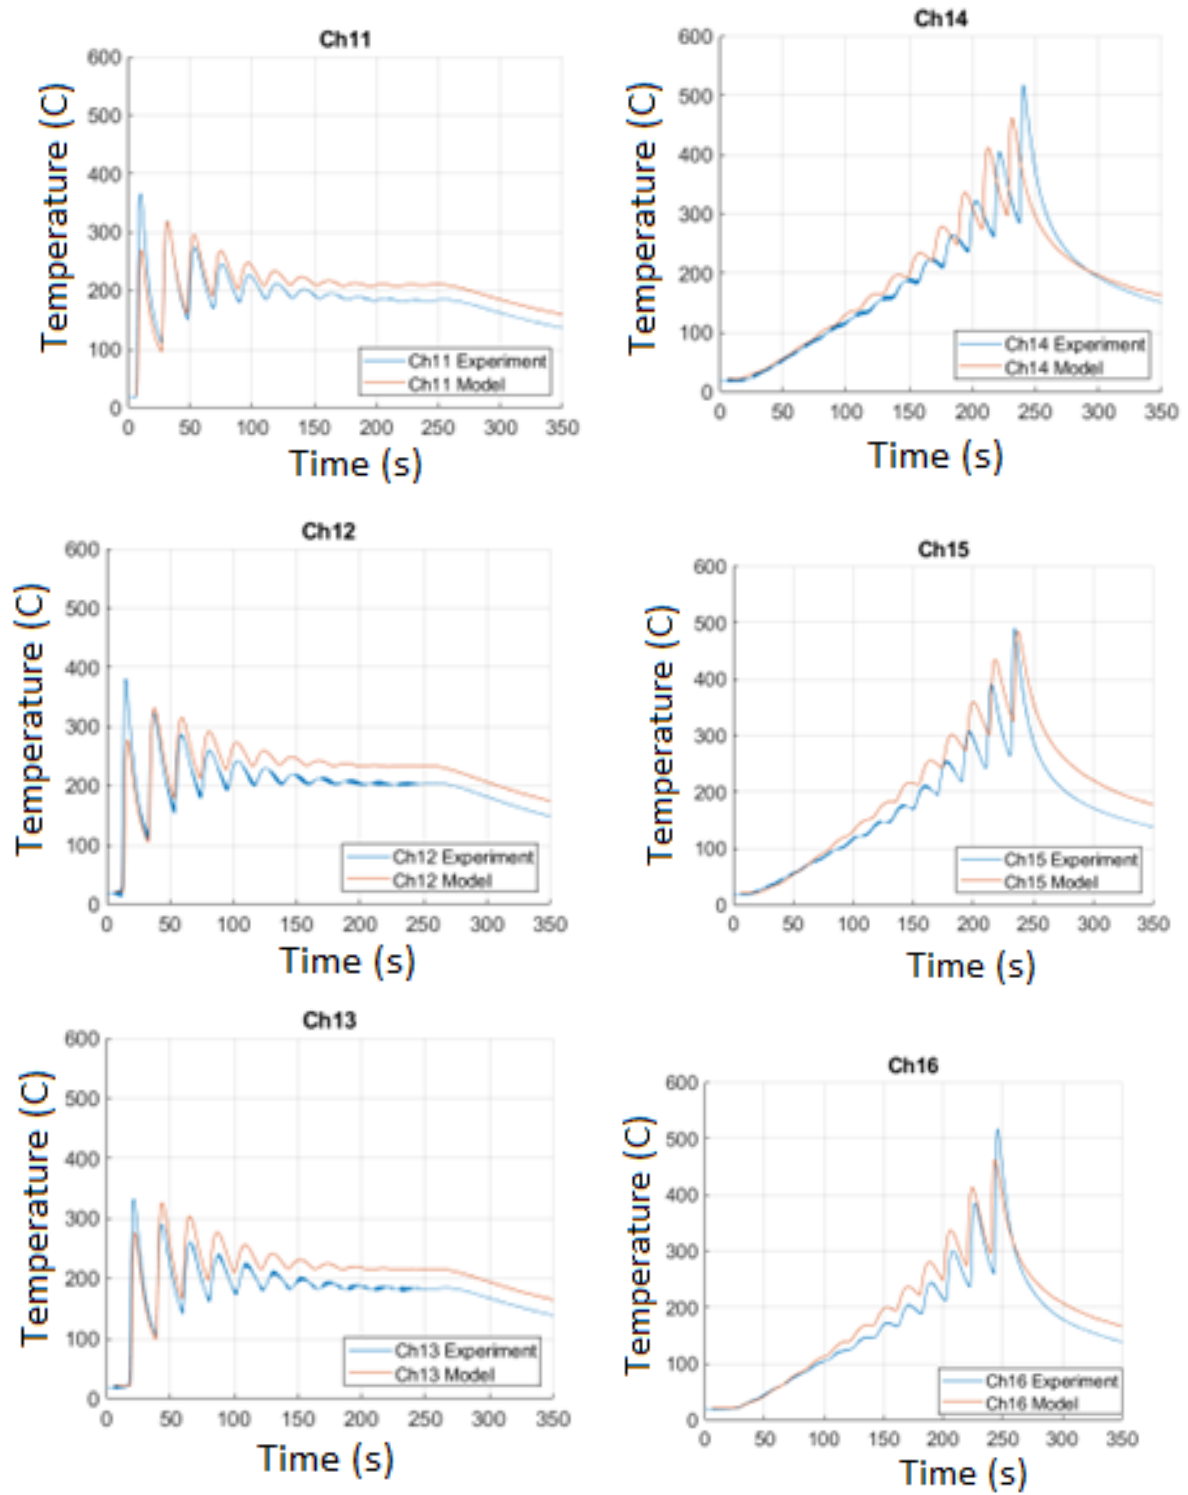 Ch11
600
500
400
300
200
100
0
Temperature (C)
Ch11 Experiment
Ch11 Model
0 50 100 150 200 250 300 350
Time (s)
Ch14
600
500
400
300
200
100
0
Temperature (C)
Ch14 Experiment
Ch14 Model
0 50 100 150 200 250 300 350
Time (s)
Ch12
600
500
400
300
200
100
0
Temperature (C)
Ch12 Experiment
Ch12 Model
0 50 100 150 200 250 300 350
Time (s)
Ch15
600
500
400
300
200
100
0
Temperature (C)
Ch15 Experiment
Ch15 Model
0 50 100 150 200 250 300 350
Time (s)
Ch13
600
500
400
300
200
100
0
Temperature (C)
Ch13 Experiment
Ch13 Model
0 50 100 150 200 250 300 350
Time (s)
Ch16
600
500
400
300
200
100
0
Temperature (C)
Ch16 Experiment
Ch16 Model
0 50 100 150 200 250 300 350
Time (s)